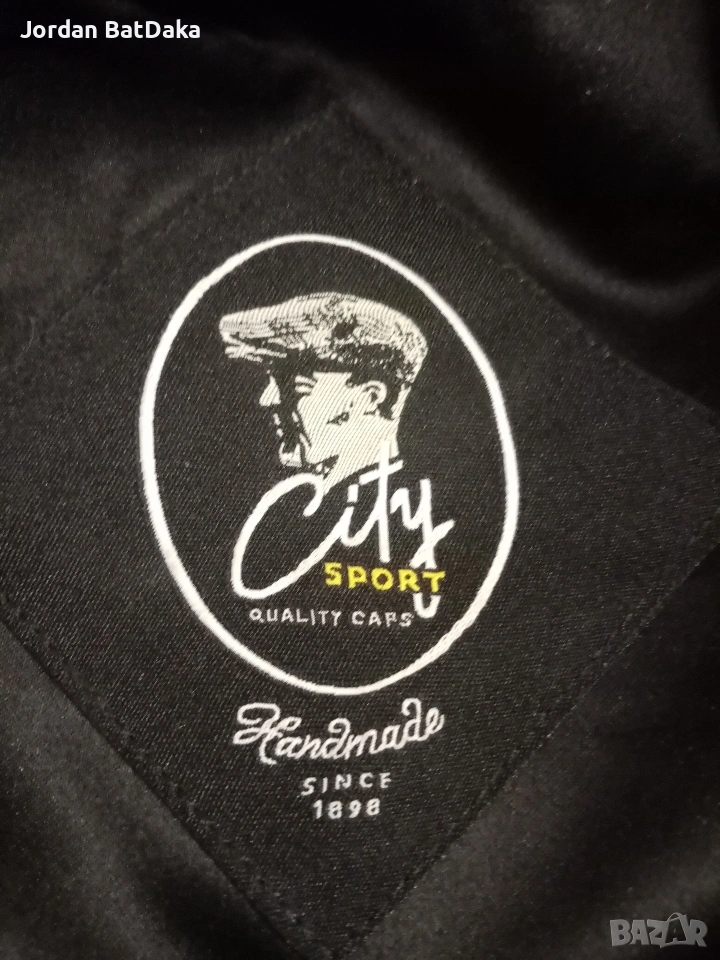 Jordan BatDaka
City
SPORT
QUALITY CAPS
Handmade
SINCE
1898
BAZAR